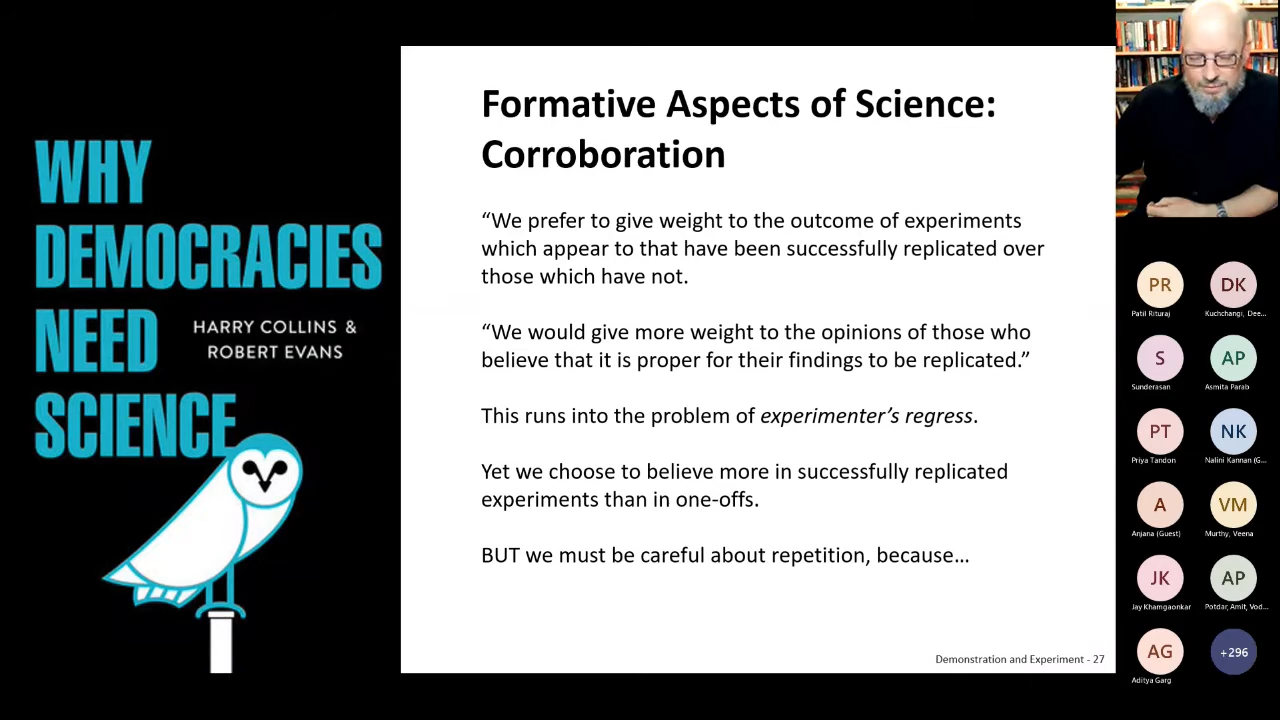 WHY
DEMOCRACIES
NEED
HARRY COLLINS &
ROBERT EVANS
SCIENCE
Formative Aspects of Science:
Corroboration
“We prefer to give weight to the outcome of experiments
which appear to that have been successfully replicated over
those which have not.
“We would give more weight to the opinions of those who
believe that it is proper for their findings to be replicated.”
This runs into the problem of experimenter’s regress.
Yet we choose to believe more in successfully replicated
experiments than in one-offs.
BUT we must be careful about repetition, because…
Demonstration and Experiment - 27
PR
Patil Rituraj
DK
Kuchchangi, Dee...
S
Sunderasan
AP
Asmita Parab
PT
Priya Tandon
NK
Nalini Kannan (G...
A
Anjana (Guest)
VM
Murthy, Veena
JK
Jay Khamgaonkar
AP
Potdar, Amit, Vod...
AG
Aditya Garg
+296